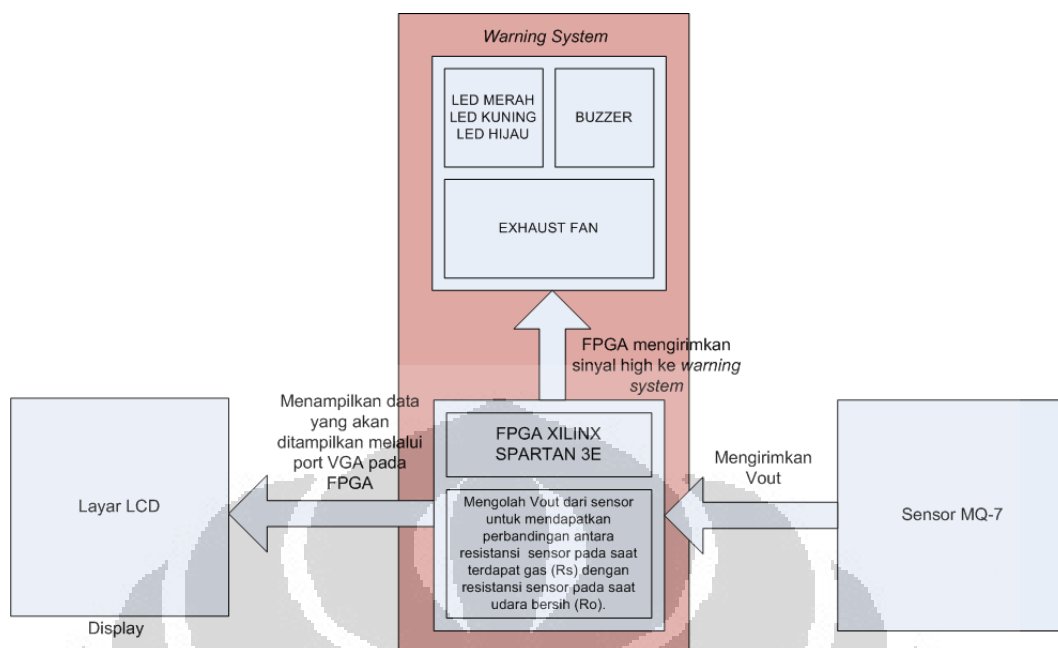 Warning System
LED MERAH
LED KUNING
LED HIJAU
BUZZER
EXHAUST FAN
FPGA mengirimkan
sinyal high ke warning
system
Menampilkan data
yang akan
ditampilkan melalui
port VGA pada
FPGA
FPGA XILINX
SPARTAN 3E
Mengirimkan
Vout
Layar LCD
Mengolah Vout dari sensor
untuk mendapatkan
perbandingan antara
resistansi sensor pada saat
terdapat gas (Rs) dengan
resistansi sensor pada saat
udara bersih (Ro).
Sensor MQ-7
Display